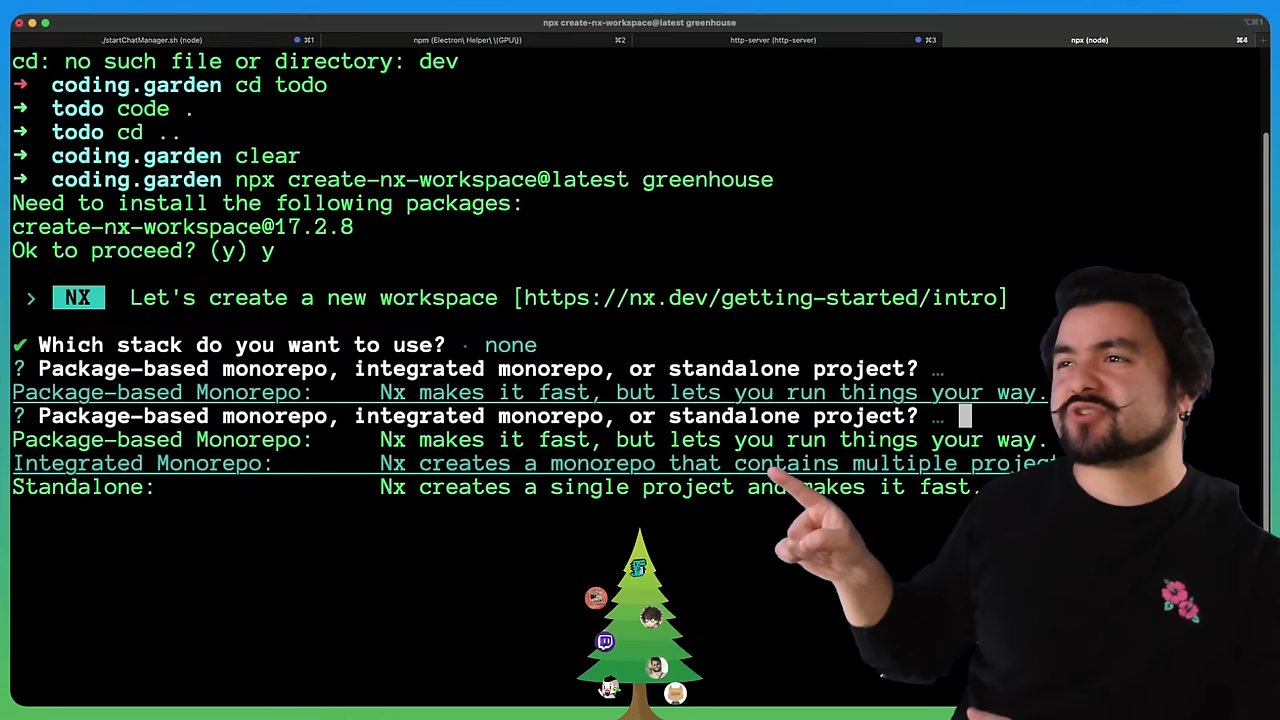 npx create-nx-workspace@latest greenhouse
⌥⌘1
./startChatManager.sh (node)
⌘1
npm (Electron\ Helper\ \(GPU\))
⌘2
http-server (http-server)
⌘3
npx (node)
⌘4
cd: no such file or directory: dev
➜ coding.garden cd todo
➜ todo code .
➜ todo cd ..
➜ coding.garden clear
➜ coding.garden npx create-nx-workspace@latest greenhouse
Need to install the following packages:
create-nx-workspace@17.2.8
Ok to proceed? (y) y
> NX Let's create a new workspace [https://nx.dev/getting-started/intro]
✔ Which stack do you want to use? · none
? Package-based monorepo, integrated monorepo, or standalone project? …
Package-based Monorepo: Nx makes it fast, but lets you run things your way.
? Package-based monorepo, integrated monorepo, or standalone project? …
Package-based Monorepo: Nx makes it fast, but lets you run things your way.
Integrated Monorepo: Nx creates a monorepo that contains multiple project
Standalone: Nx creates a single project and makes it fast.